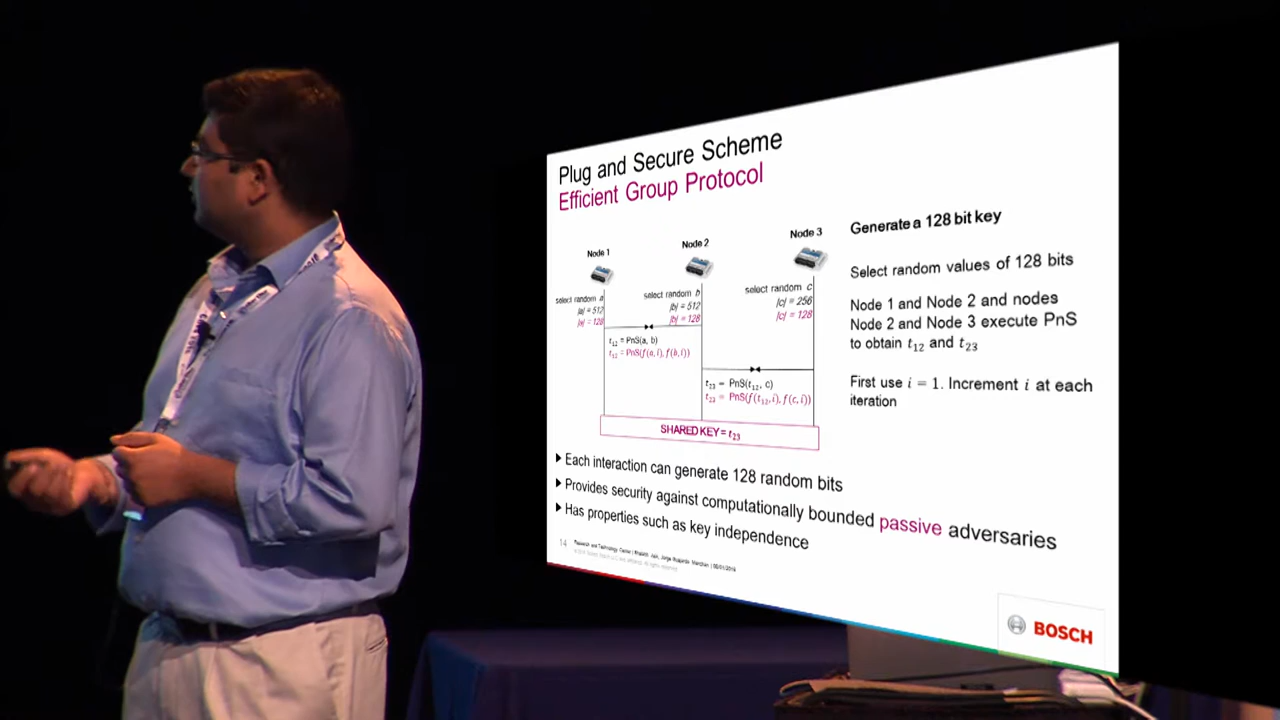 Plug and Secure Scheme
Efficient Group Protocol
Node 1
Node 2
Node 3
select random a
|a| = 512
|a| = 128
select random b
|b| = 512
|b| = 128
select random c
|c| = 256
|c| = 128
t₁₂ = PnS(a, b)
t₁₂ = PnS(f(a, i), f(b, i))
t₂₃ = PnS(t₁₂, c)
t₂₃ = PnS(f(t₁₂, i), f(c, i))
SHARED KEY = t₂₃
Generate a 128 bit key
Select random values of 128 bits
Node 1 and Node 2 and nodes
Node 2 and Node 3 execute PnS
to obtain t₁₂ and t₂₃
First use i = 1. Increment i at each
iteration
Each interaction can generate 128 random bits
Provides security against computationally bounded passive adversaries
Has properties such as key independence
14
Research and Technology Center |
BOSCH